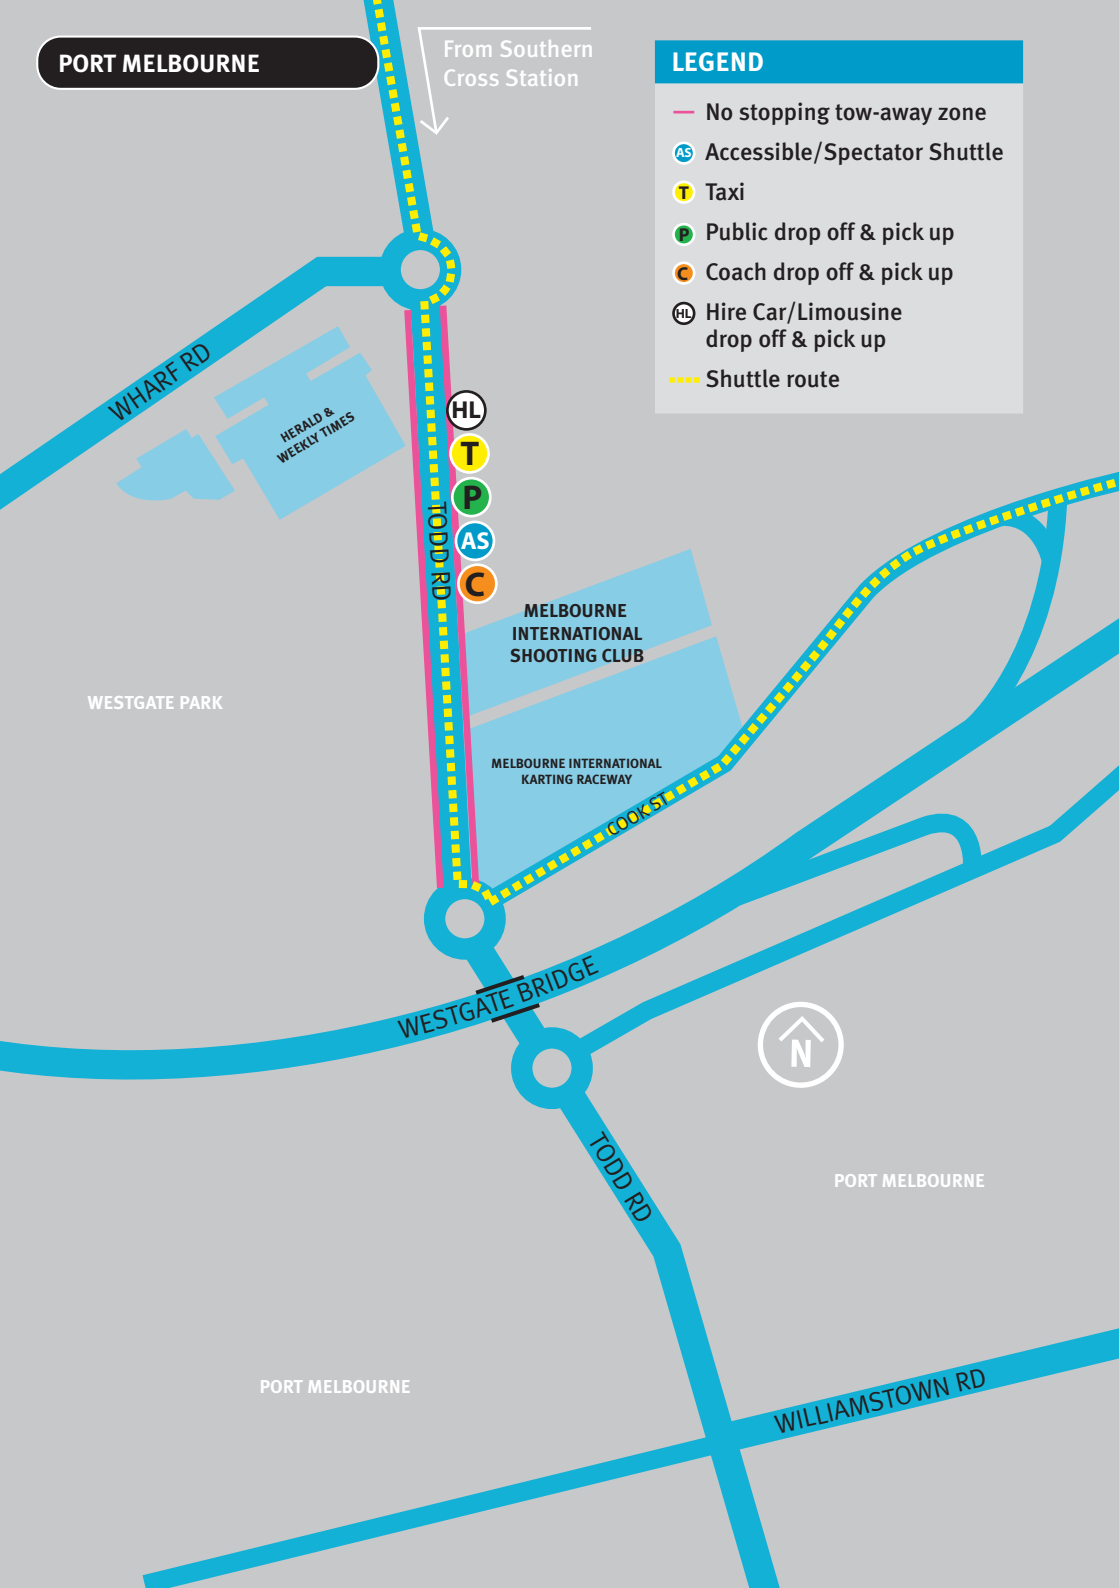 PORT MELBOURNE
From Southern
Cross Station
LEGEND
No stopping tow-away zone
AS Accessible/Spectator Shuttle
T Taxi
P Public drop off & pick up
C Coach drop off & pick up
HL Hire Car/Limousine
drop off & pick up
Shuttle route
WHARF RD
HERALD &
WEEKLY TIMES
HL
T
P
AS
C
TODD RD
MELBOURNE
INTERNATIONAL
SHOOTING CLUB
WESTGATE PARK
MELBOURNE INTERNATIONAL
KARTING RACEWAY
COOK ST
WESTGATE BRIDGE
N
TODD RD
PORT MELBOURNE
PORT MELBOURNE
WILLIAMSTOWN RD